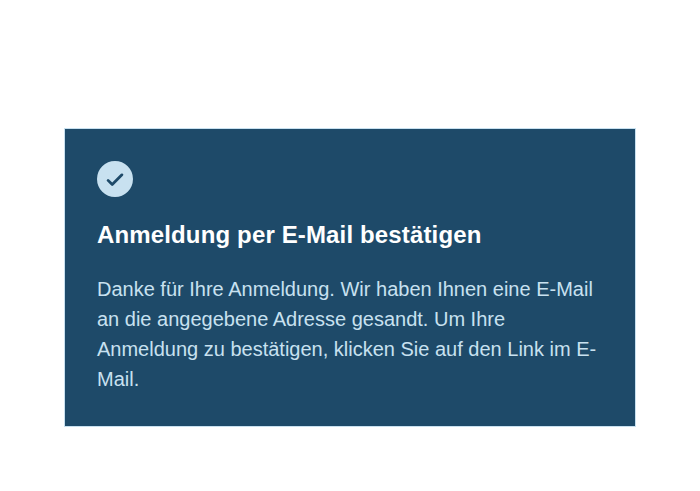 Anmeldung per E-Mail bestätigen
Danke für Ihre Anmeldung. Wir haben Ihnen eine E-Mail
an die angegebene Adresse gesandt. Um Ihre
Anmeldung zu bestätigen, klicken Sie auf den Link im E-
Mail.